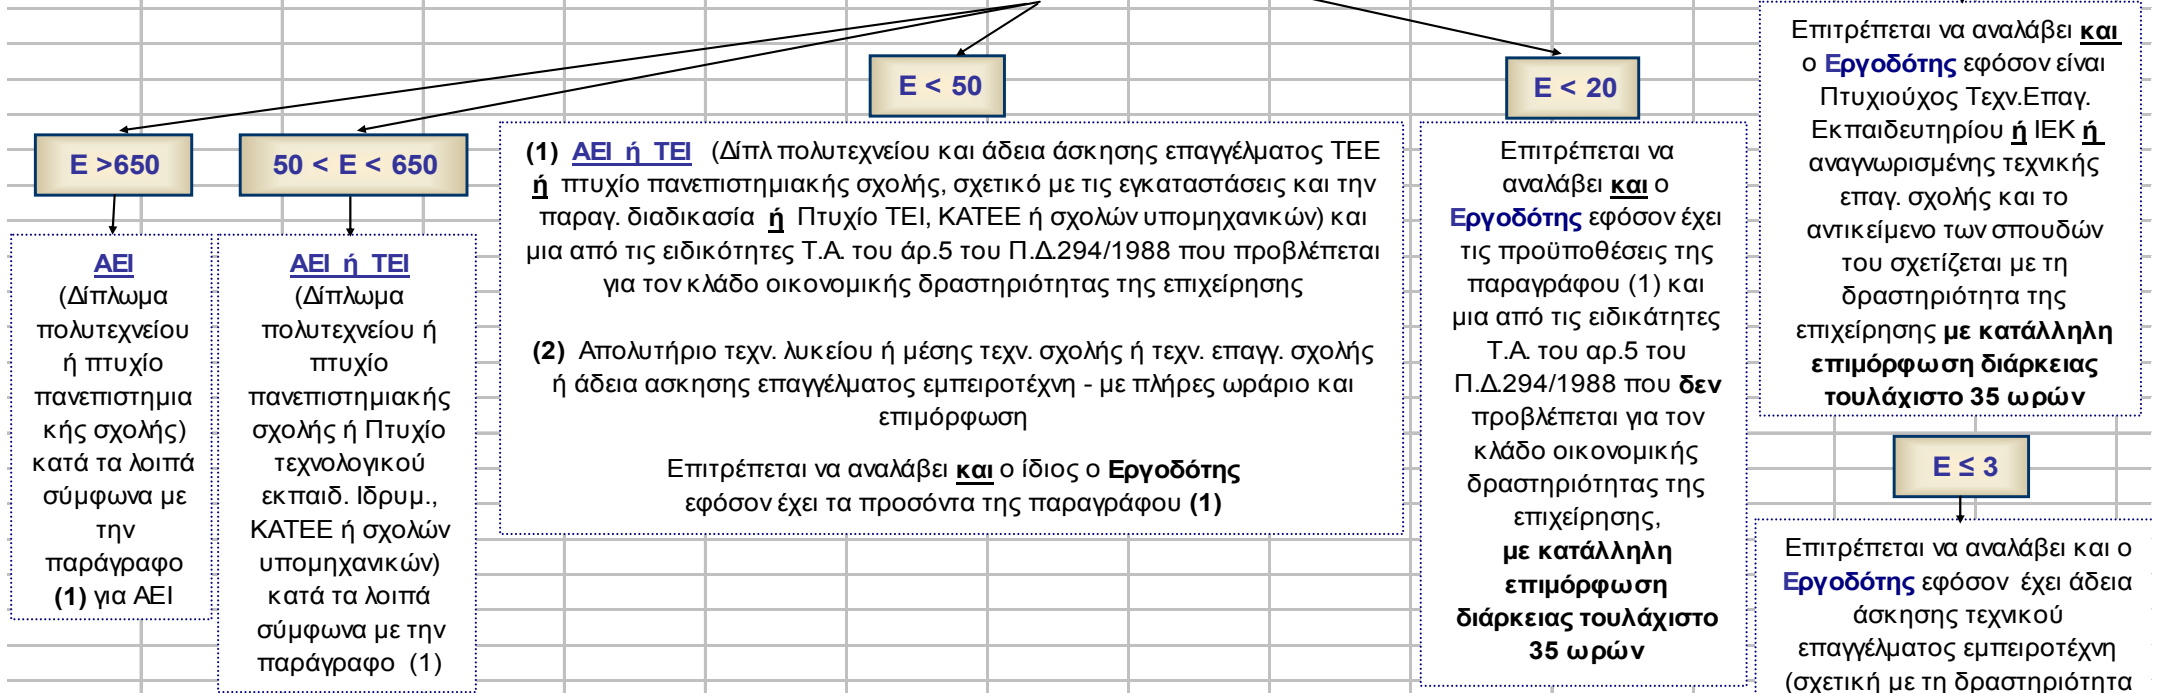 E >650
ΑΕΙ
(Δίπλωμα
πολυτεχνείου
ή πτυχίο
πανεπιστημια
κής σχολής)
κατά τα λοιπά
σύμφωνα με
την
παράγραφο
(1) για ΑΕΙ
50 < E < 650
ΑΕΙ ή ΤΕΙ
(Δίπλωμα
πολυτεχνείου ή
πτυχίο
πανεπιστημιακής
σχολής ή Πτυχίο
τεχνολογικού
εκπαιδ. Ιδρυμ.,
ΚΑΤΕΕ ή σχολών
υπομηχανικών)
κατά τα λοιπά
σύμφωνα με την
παράγραφο (1)
E < 50
(1) ΑΕΙ ή ΤΕΙ (Δίπλ πολυτεχνείου και άδεια άσκησης επαγγέλματος ΤΕΕ
ή πτυχίο πανεπιστημιακής σχολής, σχετικό με τις εγκαταστάσεις και την
παραγ. διαδικασία ή Πτυχίο ΤΕΙ, ΚΑΤΕΕ ή σχολών υπομηχανικών) και
μια από τις ειδικότητες Τ.Α. του άρ.5 του Π.Δ.294/1988 που προβλέπεται
για τον κλάδο οικονομικής δραστηριότητας της επιχείρησης
(2) Απολυτήριο τεχν. λυκείου ή μέσης τεχν. σχολής ή τεχν. επαγγ. σχολής
ή άδεια ασκησης επαγγέλματος εμπειροτέχνη - με πλήρες ωράριο και
επιμόρφωση
Επιτρέπεται να αναλάβει και ο ίδιος ο Εργοδότης
εφόσον έχει τα προσόντα της παραγράφου (1)
E < 20
Επιτρέπεται να
αναλάβει και ο
Εργοδότης εφόσον έχει
τις προϋποθέσεις της
παραγράφου (1) και
μια από τις ειδικάτητες
Τ.Α. του αρ.5 του
Π.Δ.294/1988 που δεν
προβλέπεται για τον
κλάδο οικονομικής
δραστηριότητας της
επιχείρησης,
με κατάλληλη
επιμόρφωση
διάρκειας τουλάχιστο
35 ωρών
Επιτρέπεται να αναλάβει και
ο Εργοδότης εφόσον είναι
Πτυχιούχος Τεχν.Επαγ.
Εκπαιδευτηρίου ή ΙΕΚ ή
αναγνωρισμένης τεχνικής
επαγ. σχολής και το
αντικείμενο των σπουδών
του σχετίζεται με τη
δραστηριότητα της
επιχείρησης με κατάλληλη
επιμόρφωση διάρκειας
τουλάχιστο 35 ωρών
E ≤ 3
Επιτρέπεται να αναλάβει και ο
Εργοδότης εφόσον έχει άδεια
άσκησης τεχνικού
επαγγέλματος εμπειροτέχνη
(σχετική με τη δραστηριότητα